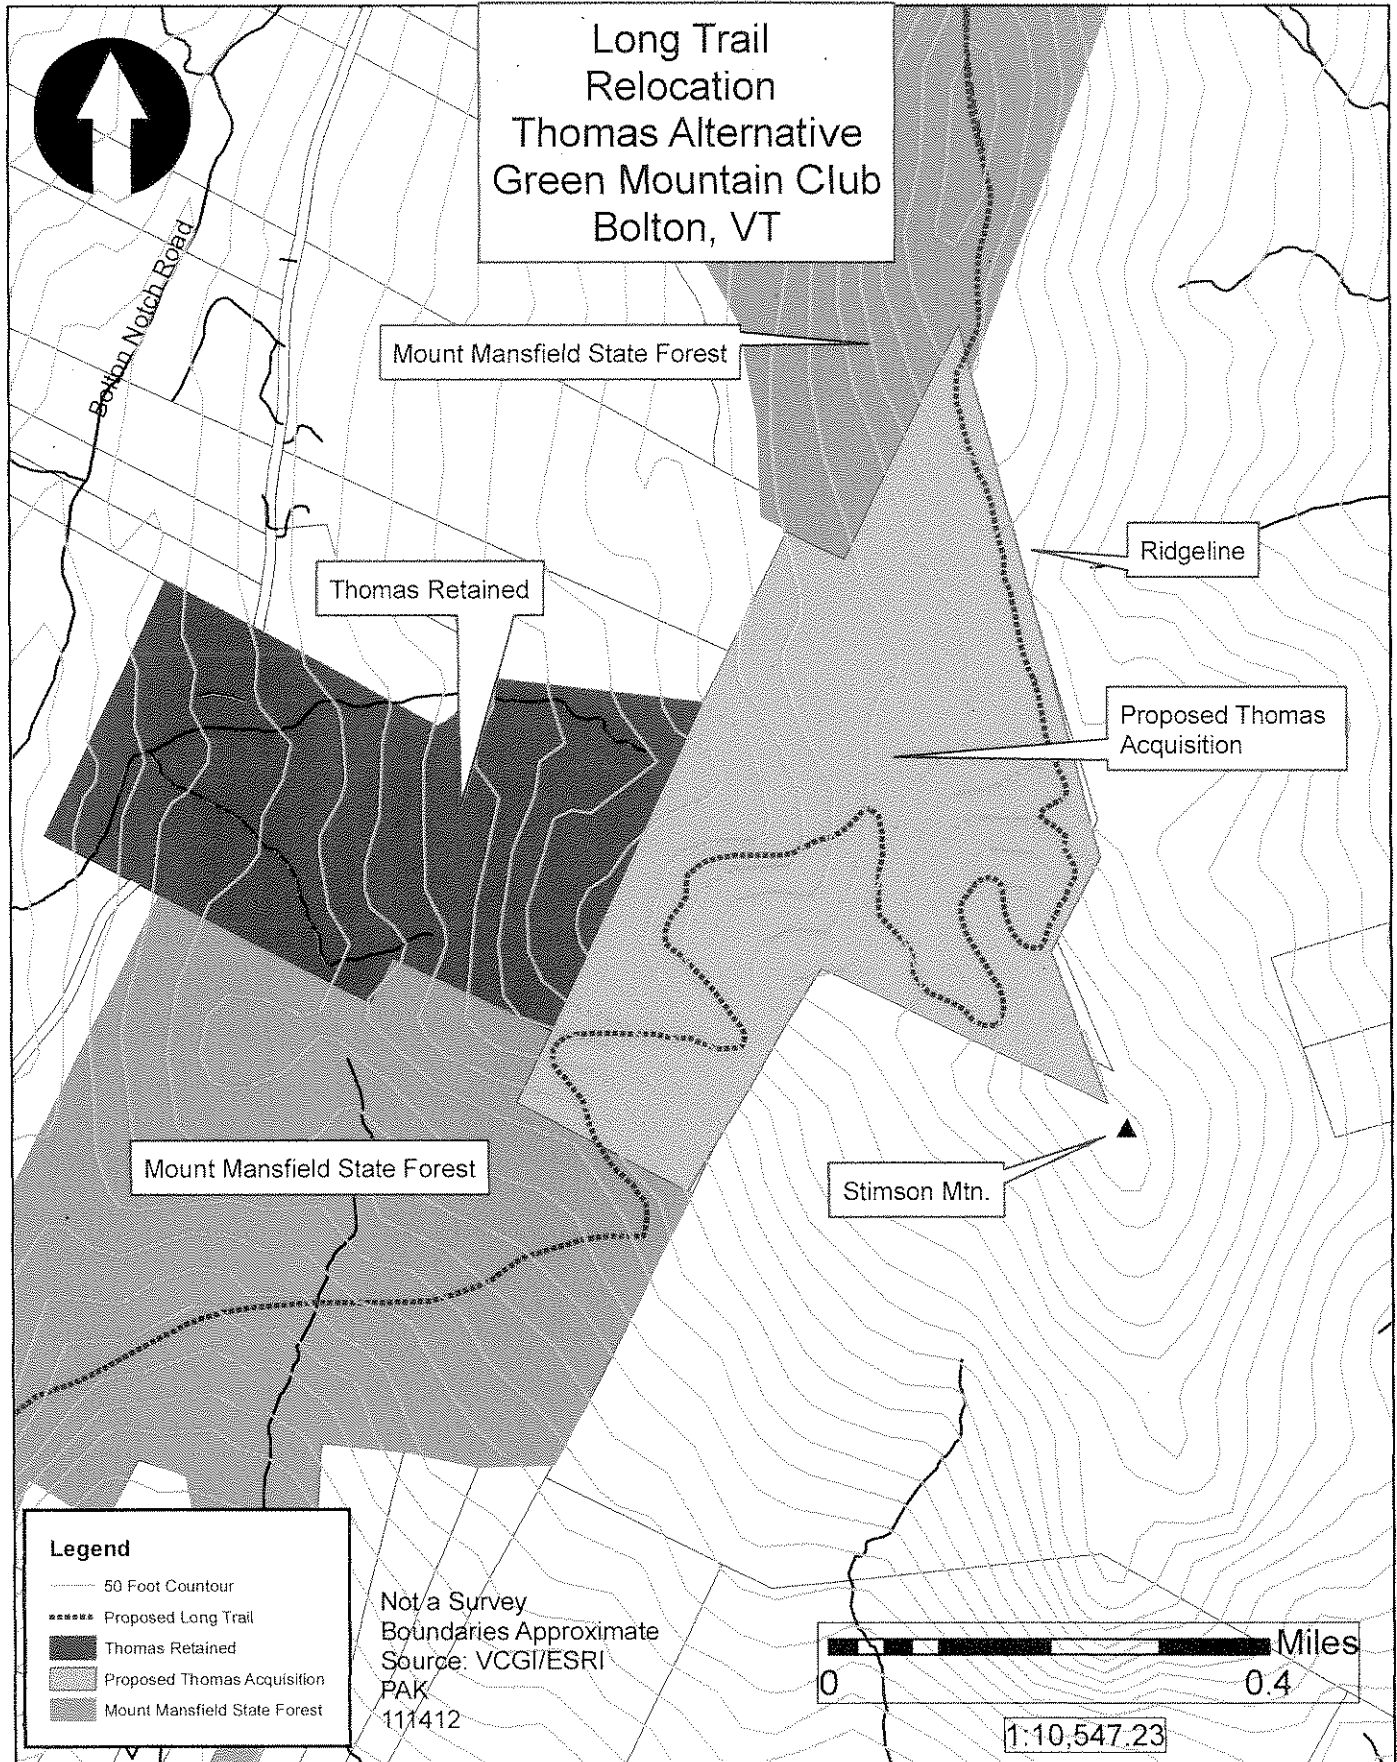 Long Trail
Relocation
Thomas Alternative
Green Mountain Club
Bolton, VT
Bolton Notch Road
Mount Mansfield State Forest
Ridgeline
Thomas Retained
Proposed Thomas
Acquisition
Mount Mansfield State Forest
Stimson Mtn.
Legend
50 Foot Countour
Proposed Long Trail
Thomas Retained
Proposed Thomas Acquisition
Mount Mansfield State Forest
Not a Survey
Boundaries Approximate
Source: VCGI/ESRI
PAK
111412
Miles
0
0.4
1:10,547.23